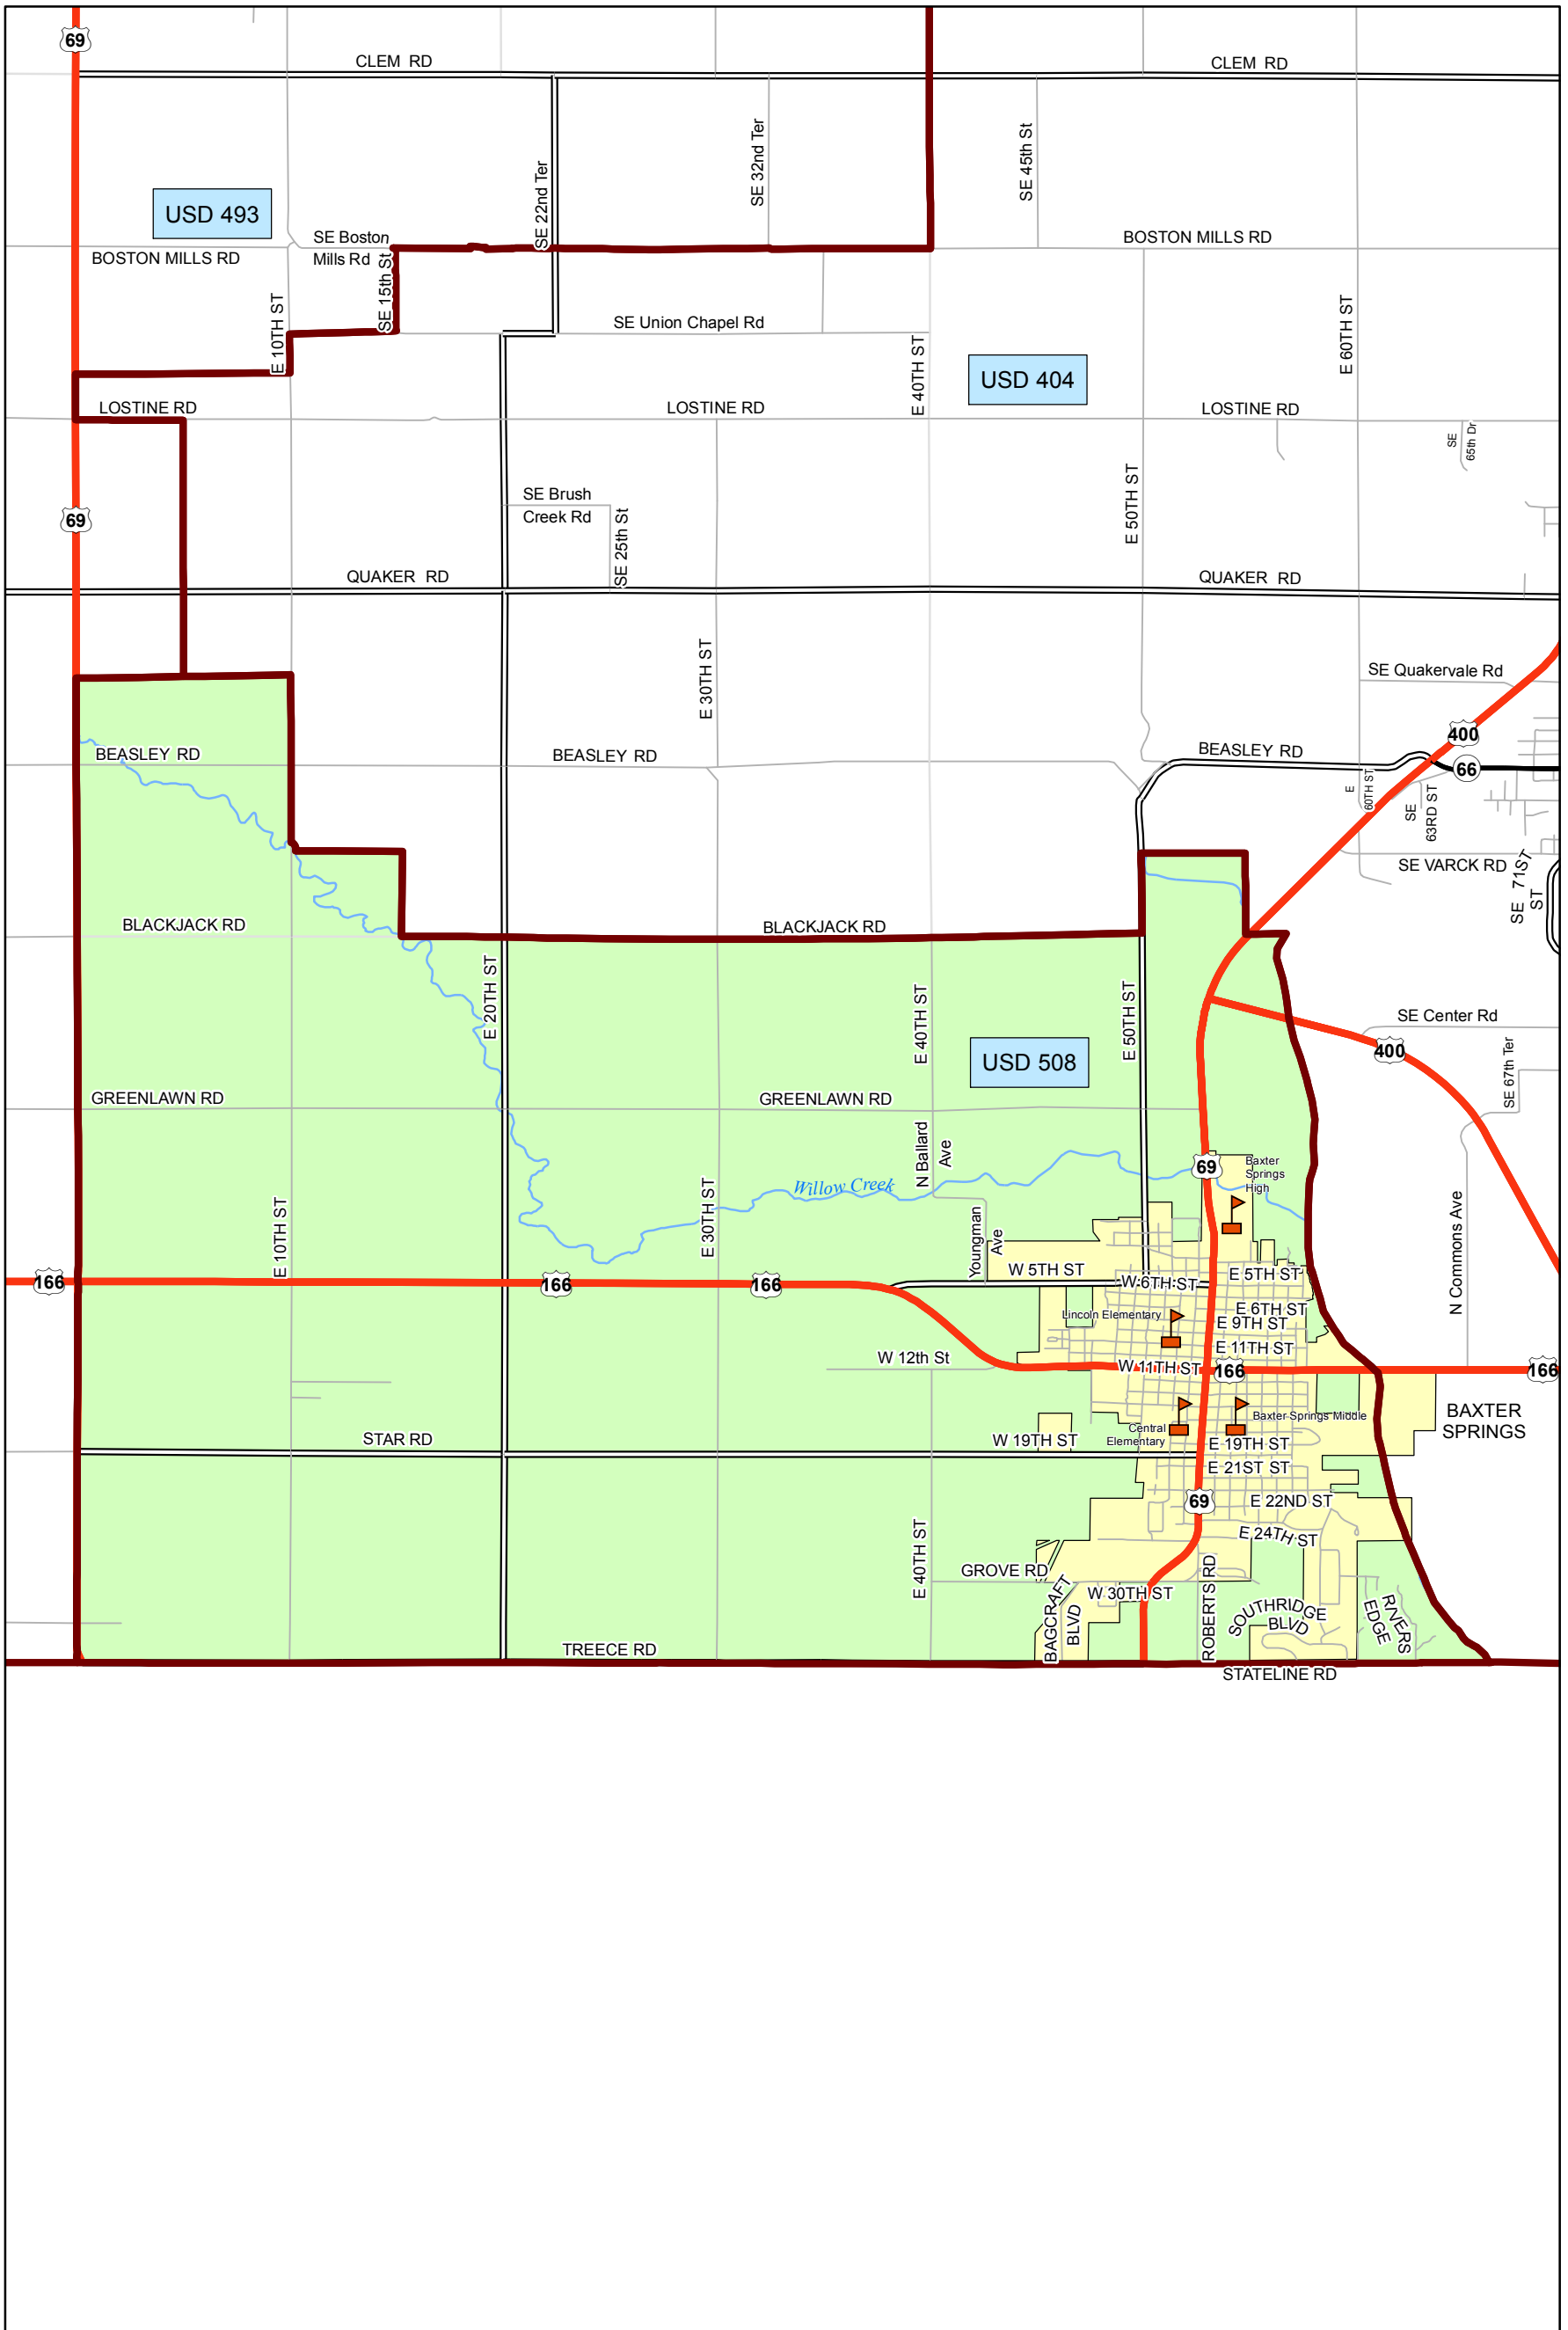 69
CLEM RD
CLEM RD
SE 22nd Ter
SE 32nd Ter
SE 45th St
USD 493
SE Boston
Mills Rd
BOSTON MILLS RD
BOSTON MILLS RD
SE 15th St
E 10TH ST
SE Union Chapel Rd
E 40TH ST
E 60TH ST
USD 404
LOSTINE RD
LOSTINE RD
LOSTINE RD
SE
65th Dr
69
SE Brush
Creek Rd
SE 25th St
E 50TH ST
QUAKER RD
QUAKER RD
E 30TH ST
SE Quakervale Rd
400
BEASLEY RD
BEASLEY RD
BEASLEY RD
66
E
60TH ST
SE
63RD ST
SE VARCK RD
SE 71ST
ST
BLACKJACK RD
BLACKJACK RD
E 20TH ST
E 40TH ST
E 50TH ST
SE Center Rd
400
USD 508
SE 67th Ter
GREENLAWN RD
GREENLAWN RD
N Ballard
Ave
69
Baxter
Springs
High
Willow Creek
E 10TH ST
E 30TH ST
Youngman
Ave
N Commons Ave
W 5TH ST
E 5TH ST
166
166
166
W 6TH ST
E 6TH ST
Lincoln Elementary
E 9TH ST
E 11TH ST
W 12th St
W 11TH ST
166
166
BAXTER
SPRINGS
Central
Elementary
Baxter Springs Middle
STAR RD
W 19TH ST
E 19TH ST
E 21ST ST
69
E 22ND ST
E 24TH ST
E 40TH ST
GROVE RD
W 30TH ST
BAGCRAFT
BLVD
ROBERTS RD
SOUTHRIDGE
BLVD
RIVERS
EDGE
TREECE RD
STATELINE RD